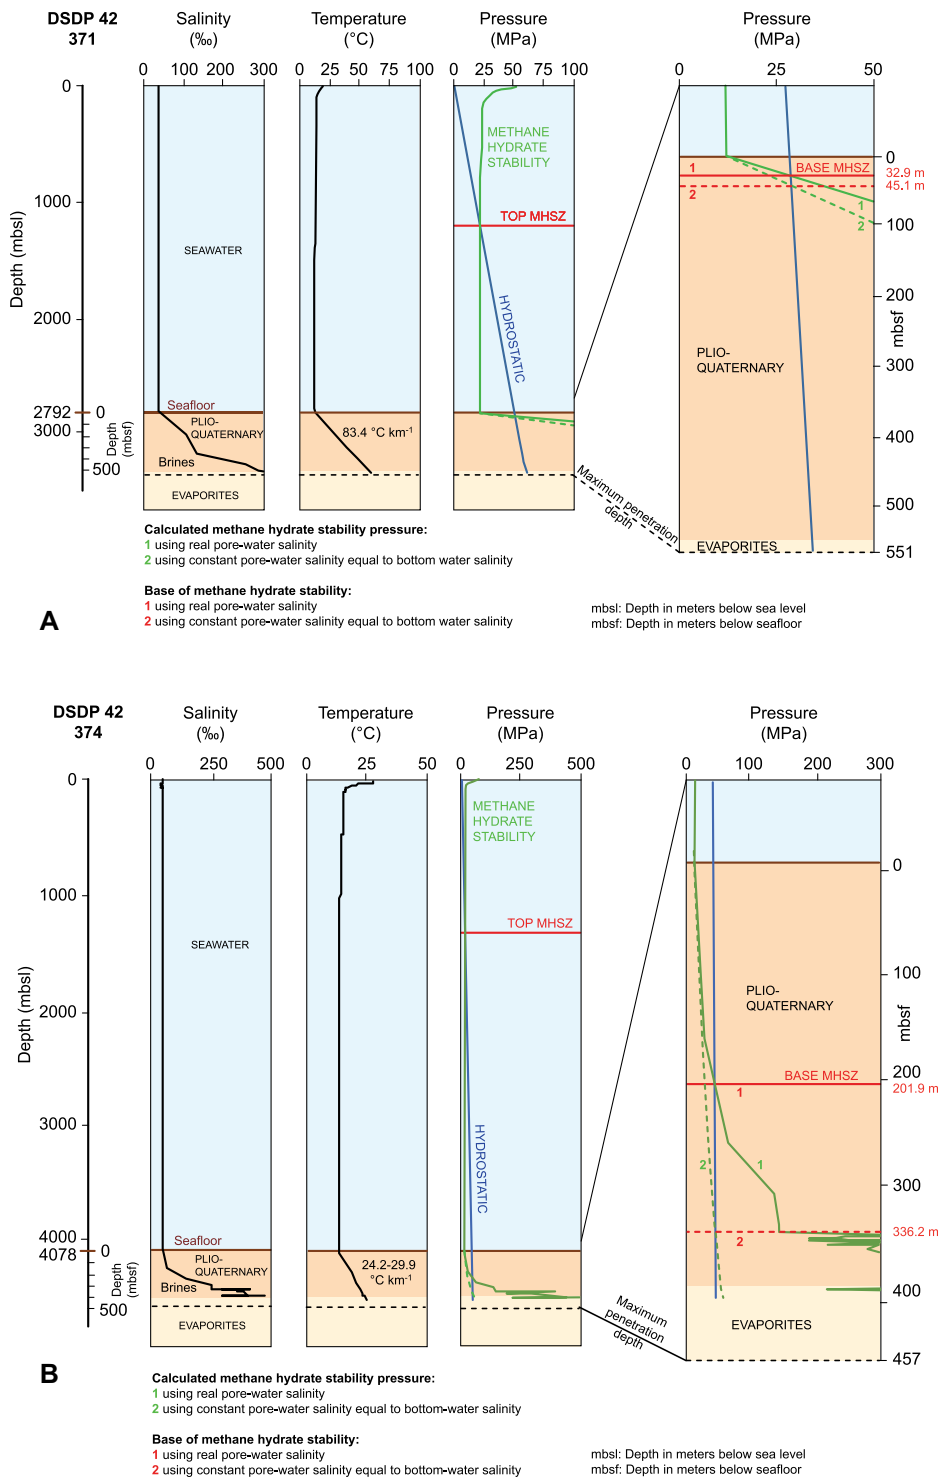 DSDP 42
371
Salinity
(‰)
Temperature
(°C)
Pressure
(MPa)
Pressure
(MPa)
0 100 200 300
0 25 50 75 100
0 25 50 75 100
0 25 50
0
1000
2000
2792
3000
Depth (mbsl)
0
500
Depth
(mbsf)
SEAWATER
Seafloor
PLIO-
QUATERNARY
Brines
EVAPORITES
83.4 °C km-1
METHANE
HYDRATE
STABILITY
TOP MHSZ
HYDROSTATIC
Maximum penetration
depth
1 BASE MHSZ
2
32.9 m
45.1 m
1
2
PLIO-
QUATERNARY
EVAPORITES
0
100
200
300
400
500
551
mbsf
Calculated methane hydrate stability pressure:
1 using real pore-water salinity
2 using constant pore-water salinity equal to bottom water salinity
Base of methane hydrate stability:
1 using real pore-water salinity
2 using constant pore-water salinity equal to bottom water salinity
mbsl: Depth in meters below sea level
mbsf: Depth in meters below seafloor
A
DSDP 42
374
Salinity
(‰)
Temperature
(°C)
Pressure
(MPa)
Pressure
(MPa)
0 250 500
0 25 50
0 500
0 100 200 300
0
1000
2000
3000
4000
4078
Depth (mbsl)
0
500
Depth
(mbsf)
SEAWATER
Seafloor
PLIO-
QUATERNARY
Brines
EVAPORITES
24.2-29.9
°C km-1
METHANE
HYDRATE
STABILITY
TOP MHSZ
HYDROSTATIC
Maximum
penetration
depth
PLIO-
QUATERNARY
BASE MHSZ
1
201.9 m
2
1
336.2 m
2
EVAPORITES
0
100
200
300
400
457
mbsf
Calculated methane hydrate stability pressure:
1 using real pore-water salinity
2 using constant pore-water salinity equal to bottom-water salinity
Base of methane hydrate stability:
1 using real pore-water salinity
2 using constant pore-water salinity equal to bottom-water salinity
mbsl: Depth in meters below sea level
mbsf: Depth in meters below seafloor
B